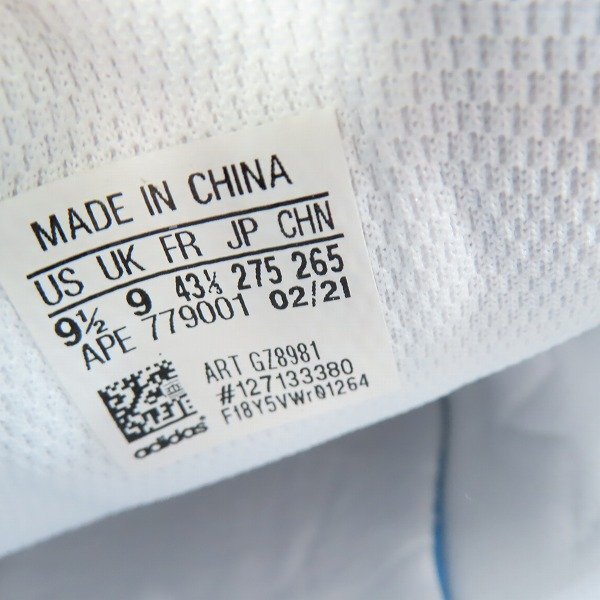 MADE IN CHINA
US UK FR JP CHN
9½ 9 43⅓ 275 265
APE 779001 02/21
ART GZ8981
#127133380
F18Y5VWr01264
adidas